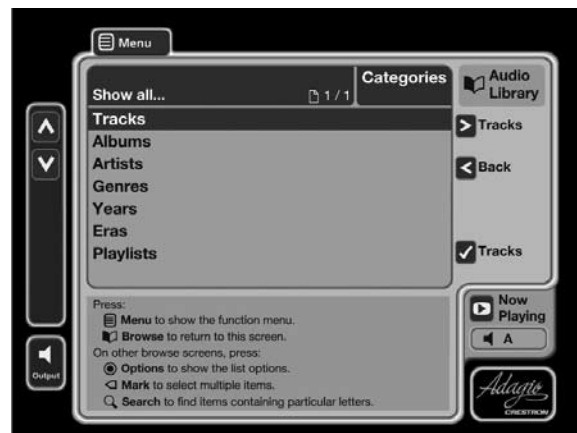 Menu
Categories
Show all...
1 / 1
Audio
Library
Tracks
Albums
Artists
Genres
Years
Eras
Playlists
Tracks
Back
Tracks
Press:
Menu to show the function menu.
Browse to return to this screen.
On other browse screens, press:
Options to show the list options.
Mark to select multiple items.
Search to find items containing particular letters.
Now
Playing
A
Output
Adagio
CRESTRON